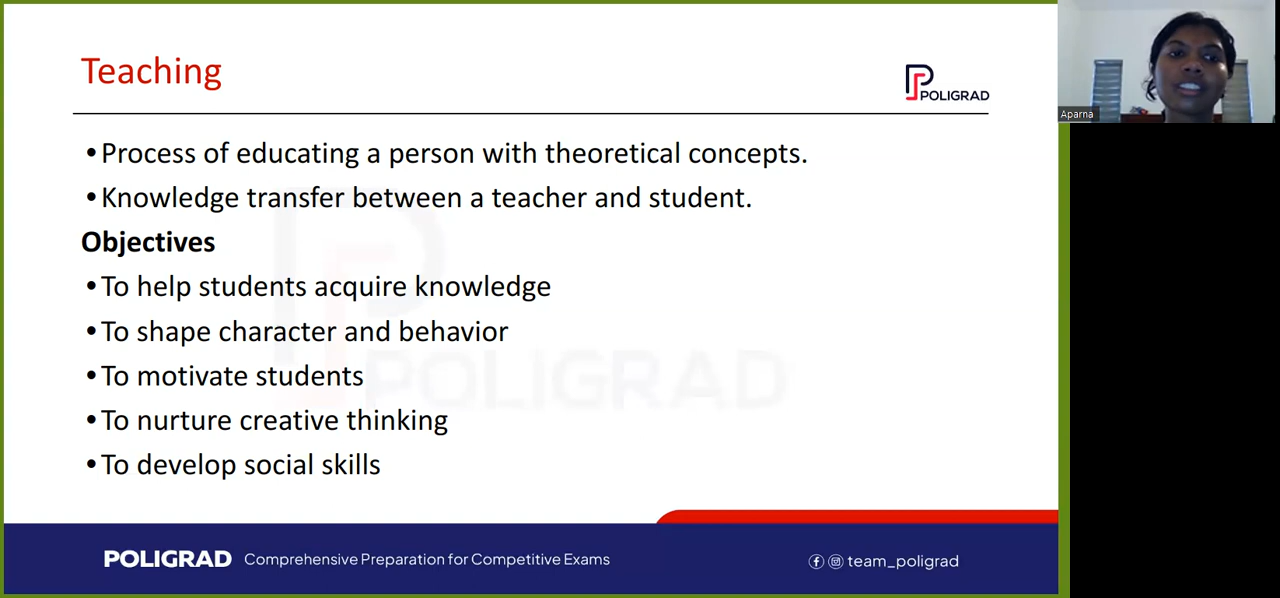 Teaching
POLIGRAD
Aparna
• Process of educating a person with theoretical concepts.
• Knowledge transfer between a teacher and student.
Objectives
• To help students acquire knowledge
• To shape character and behavior
• To motivate students
• To nurture creative thinking
• To develop social skills
POLIGRAD
POLIGRAD Comprehensive Preparation for Competitive Exams
team_poligrad